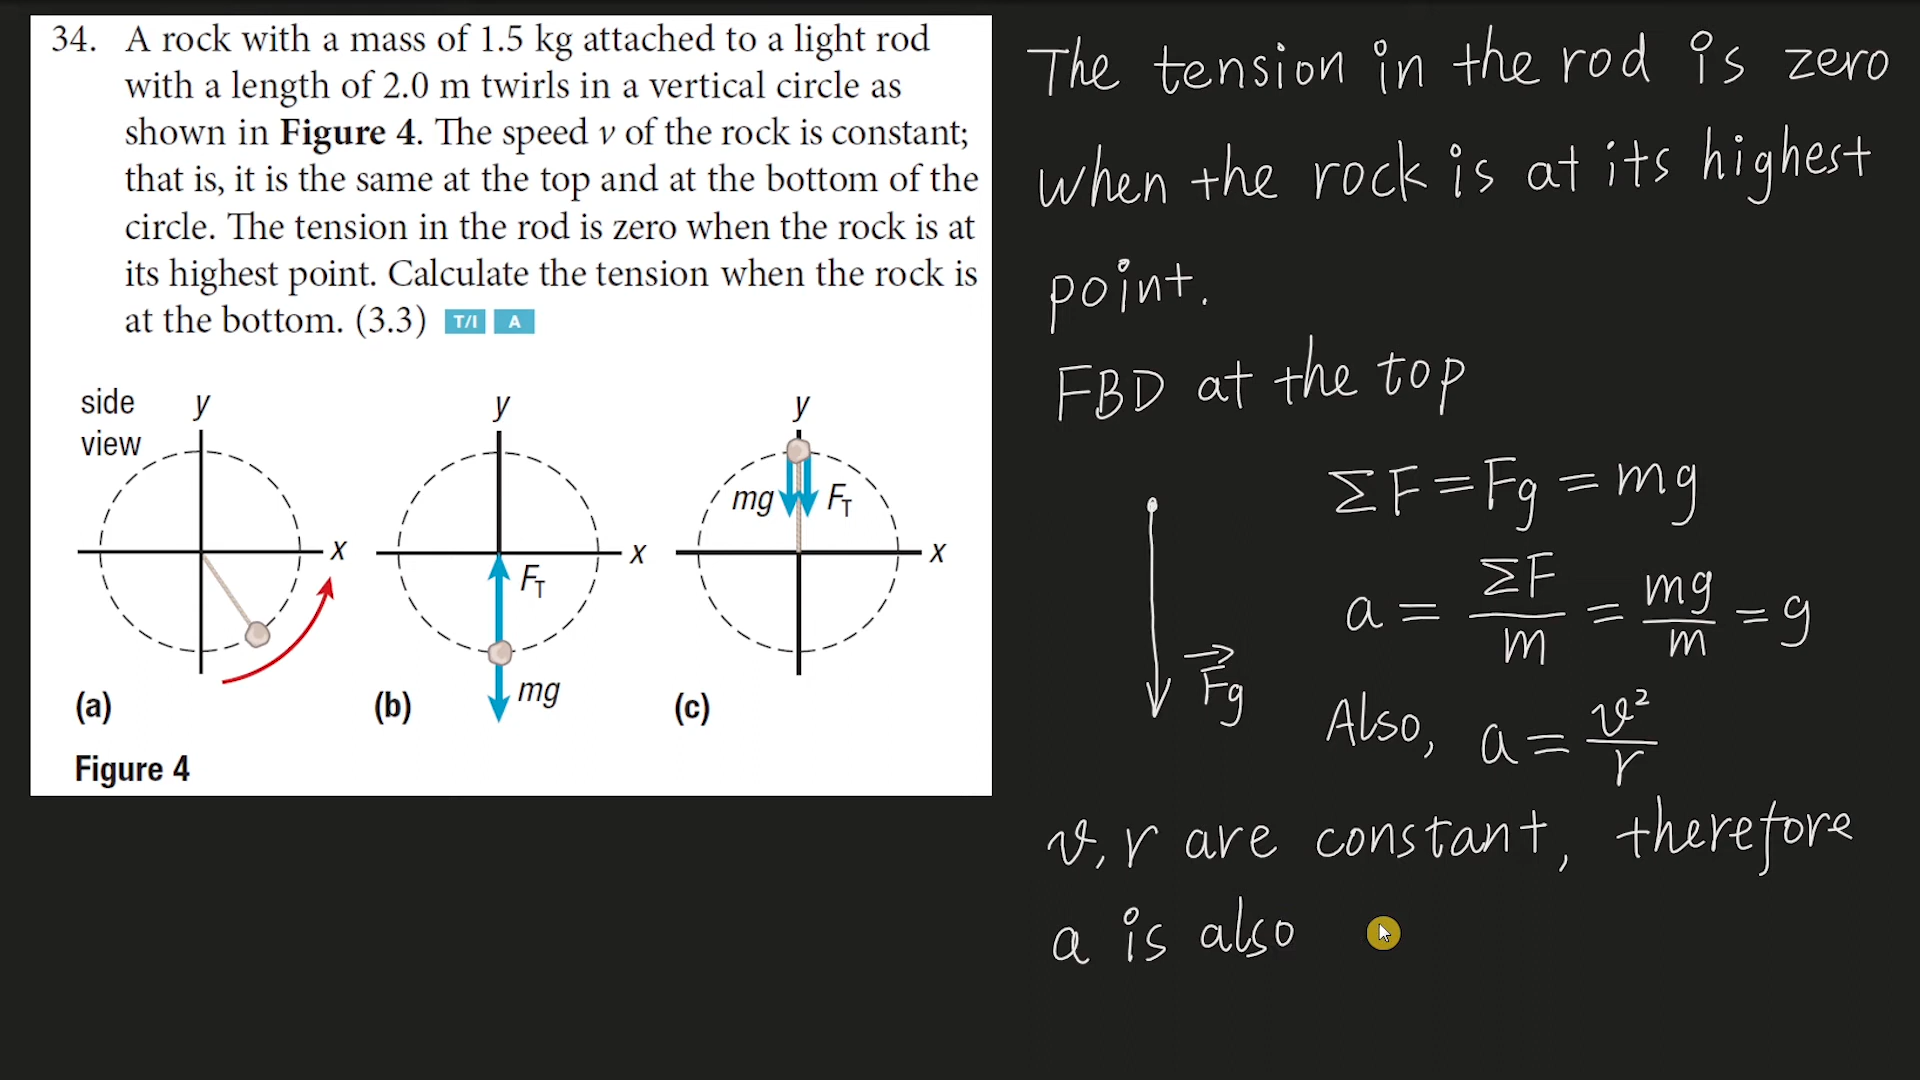 34. A rock with a mass of 1.5 kg attached to a light rod
with a length of 2.0 m twirls in a vertical circle as
shown in Figure 4. The speed v of the rock is constant;
that is, it is the same at the top and at the bottom of the
circle. The tension in the rod is zero when the rock is at
its highest point. Calculate the tension when the rock is
at the bottom. (3.3) T/I A
side
view
y
x
(a)
y
x
F_T
mg
(b)
y
x
mg
F_T
(c)
Figure 4
The tension in the rod is zero
when the rock is at its highest
point.
FBD at the top
ΣF = Fg = mg
a = ΣF/m = mg/m = g
→Fg
Also, a = v²/r
v, r are constant, therefore
a is also